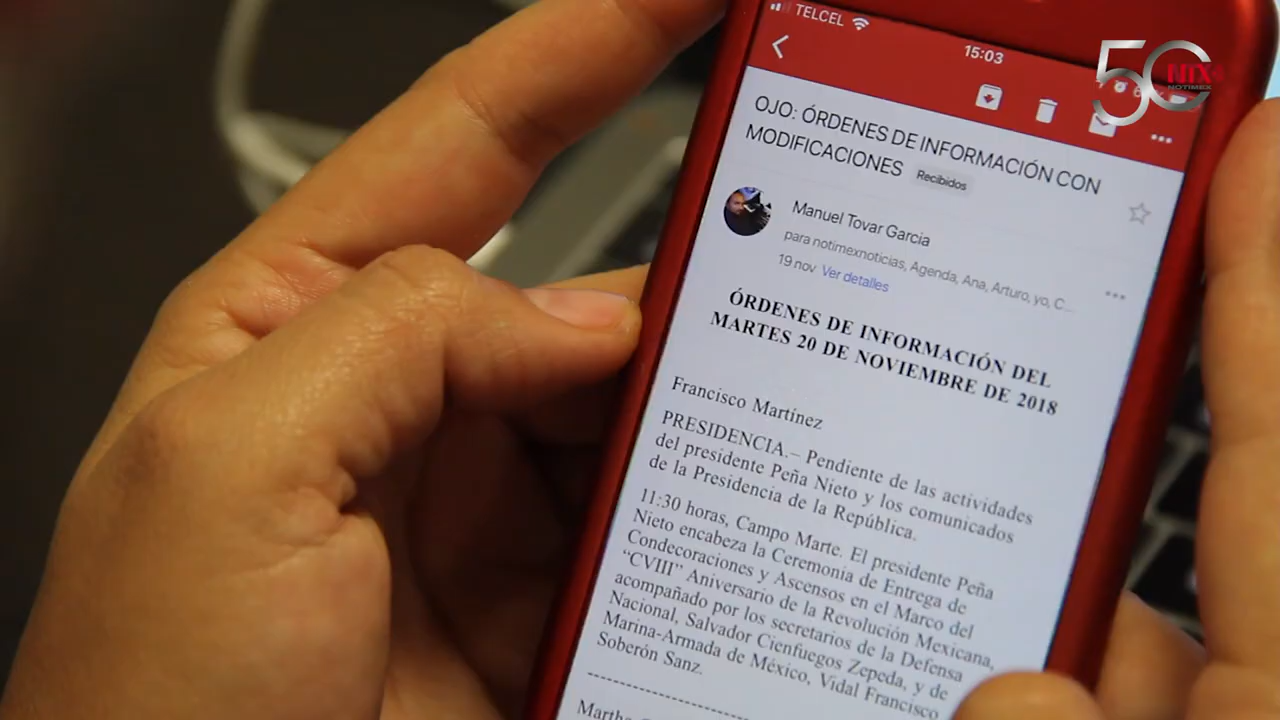 TELCEL
15:03
50 NTX
NOTIMEX
OJO: ÓRDENES DE INFORMACIÓN CON
MODIFICACIONES Recibidos
Manuel Tovar Garcia
para notimexnoticias, Agenda, Ana, Arturo, yo, C...
19 nov Ver detalles
ÓRDENES DE INFORMACIÓN DEL
MARTES 20 DE NOVIEMBRE DE 2018
Francisco Martínez
PRESIDENCIA.– Pendiente de las actividades
del presidente Peña Nieto y los comunicados
de la Presidencia de la República.
11:30 horas, Campo Marte. El presidente Peña
Nieto encabeza la Ceremonia de Entrega de
Condecoraciones y Ascensos en el Marco del
“CVIII” Aniversario de la Revolución Mexicana,
acompañado por los secretarios de la Defensa
Nacional, Salvador Cienfuegos Zepeda, y de
Marina-Armada de México, Vidal Francisco
Soberón Sanz.